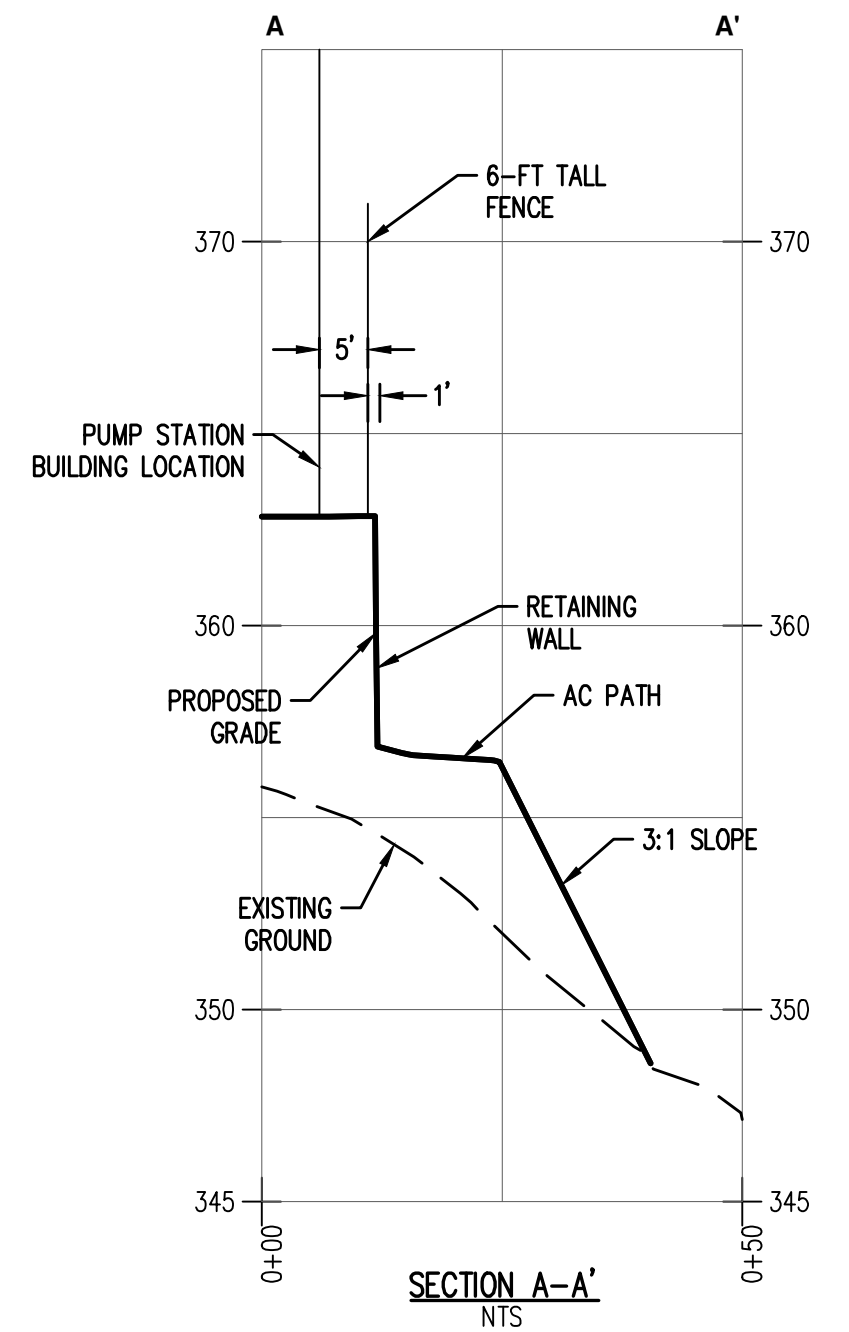 A
A'
6-FT TALL
FENCE
370
370
5'
1'
PUMP STATION
BUILDING LOCATION
360
360
RETAINING
WALL
PROPOSED
GRADE
AC PATH
3:1 SLOPE
EXISTING
GROUND
350
350
345
345
0+00
0+50
SECTION A-A'
NTS